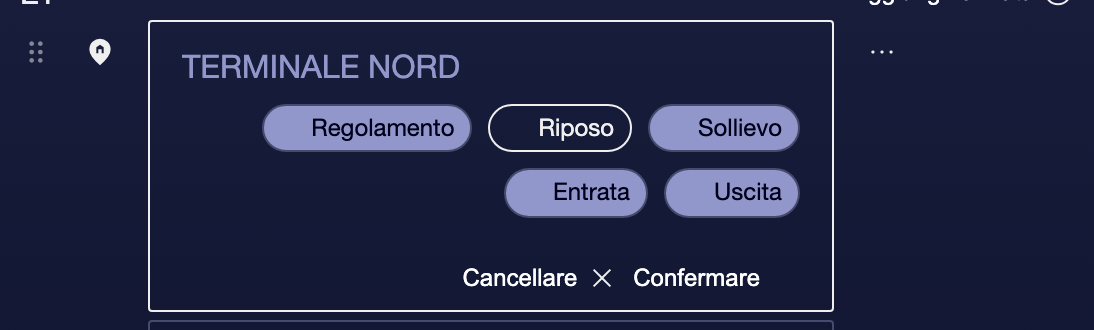 TERMINALE NORD
Regolamento Riposo Sollievo
Entrata Uscita
Cancellare Confermare